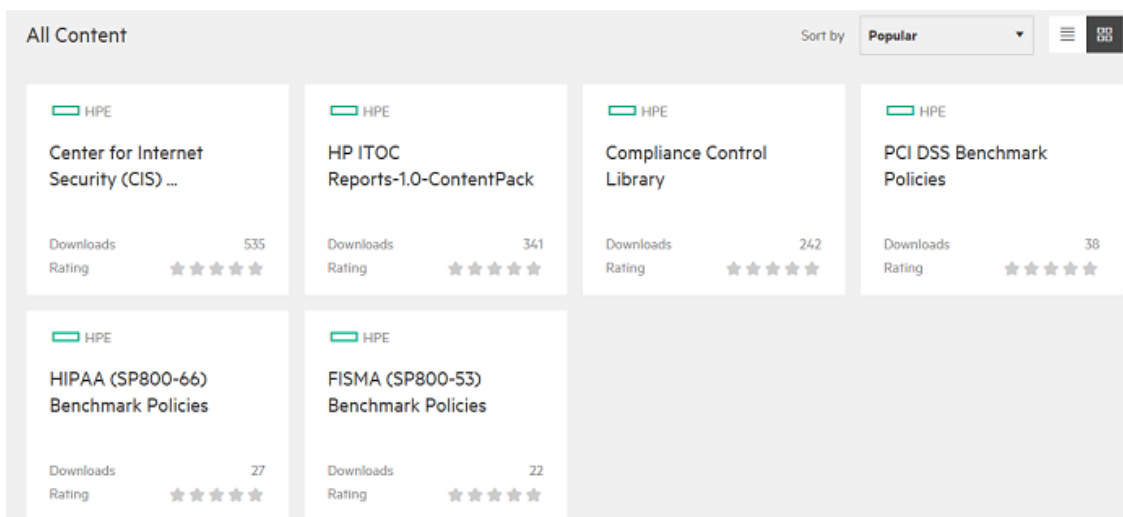 All Content
Sort by Popular
HPE
Center for Internet
Security (CIS) ...
Downloads 535
Rating
HPE
HP ITOC
Reports-1.0-ContentPack
Downloads 341
Rating
HPE
Compliance Control
Library
Downloads 242
Rating
HPE
PCI DSS Benchmark
Policies
Downloads 38
Rating
HPE
HIPAA (SP800-66)
Benchmark Policies
Downloads 27
Rating
HPE
FISMA (SP800-53)
Benchmark Policies
Downloads 22
Rating